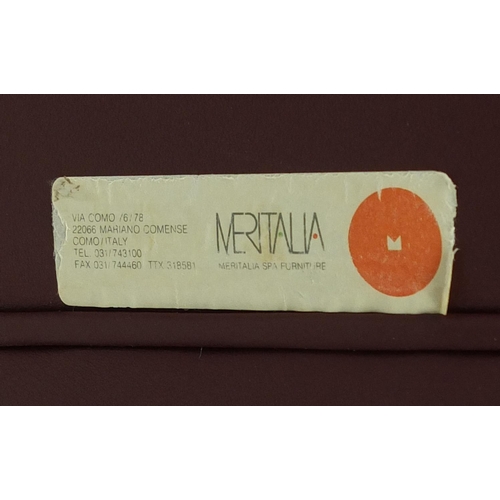 VIA COMO 76/78
22066 MARIANO COMENSE
COMO/ITALY
TEL. 031/743100
FAX 031/744460 TTX 318581
MERITALIA
MERITALIA SPA FURNITURE
M